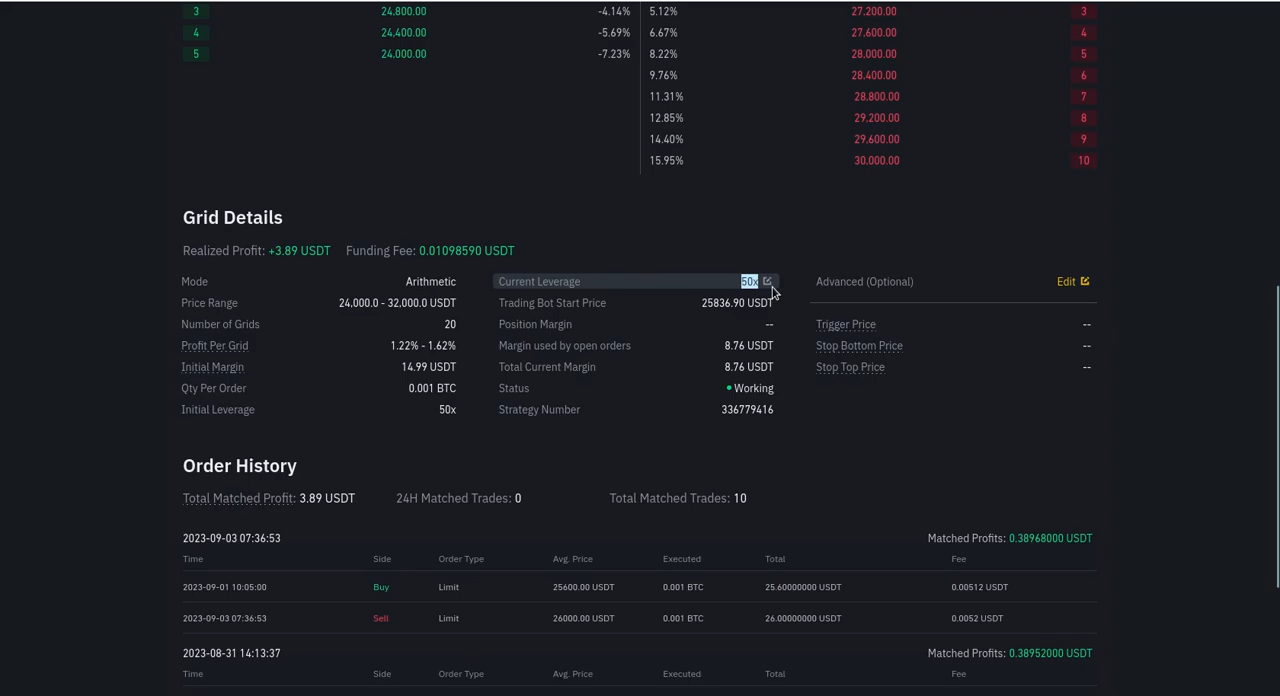 3 24,800.00 -4.14% 5.12% 27,200.00 3
4 24,400.00 -5.69% 6.67% 27,600.00 4
5 24,000.00 -7.23% 8.22% 28,000.00 5
9.76% 28,400.00 6
11.31% 28,800.00 7
12.85% 29,200.00 8
14.40% 29,600.00 9
15.95% 30,000.00 10
Grid Details
Realized Profit: +3.89 USDT Funding Fee: 0.01098590 USDT
Mode Arithmetic Current Leverage 50x Advanced (Optional) Edit
Price Range 24,000.0 - 32,000.0 USDT Trading Bot Start Price 25836.90 USDT
Number of Grids 20 Position Margin -- Trigger Price --
Profit Per Grid 1.22% - 1.62% Margin used by open orders 8.76 USDT Stop Bottom Price --
Initial Margin 14.99 USDT Total Current Margin 8.76 USDT Stop Top Price --
Qty Per Order 0.001 BTC Status Working
Initial Leverage 50x Strategy Number 336779416
Order History
Total Matched Profit: 3.89 USDT 24H Matched Trades: 0 Total Matched Trades: 10
2023-09-03 07:36:53 Matched Profits: 0.38968000 USDT
Time Side Order Type Avg. Price Executed Total Fee
2023-09-01 10:05:00 Buy Limit 25600.00 USDT 0.001 BTC 25.60000000 USDT 0.00512 USDT
2023-09-03 07:36:53 Sell Limit 26000.00 USDT 0.001 BTC 26.00000000 USDT 0.0052 USDT
2023-08-31 14:13:37 Matched Profits: 0.38952000 USDT
Time Side Order Type Avg. Price Executed Total Fee